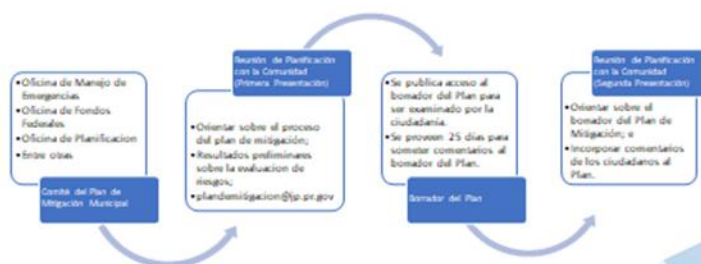 • Oficina de Manejo de
Emergencias
• Oficina de Fondos
Federales
• Oficina de Planificacion
• Entre otras
Comité del Plan de
Mitigación Municipal
Reunión de Planificación
con la Comunidad
(Primera Presentación)
• Orientar sobre el proceso
del plan de mitigación;
• Resultados preliminares
sobre la evaluacion de
riesgos;
• plandemitigacion@jp.pr.gov
• Se publica acceso al
borrador del Plan para
ser examinado por la
ciudadanía.
• Se proveen 25 días para
someter comentarios al
borrador del Plan.
Borrador del Plan
Reunión de Planificación
con la Comunidad
(Segunda Presentación)
• Orientar sobre el
borrador del Plan de
Mitigación; e
• Incorporar comentarios
de los ciudadanos al
Plan.